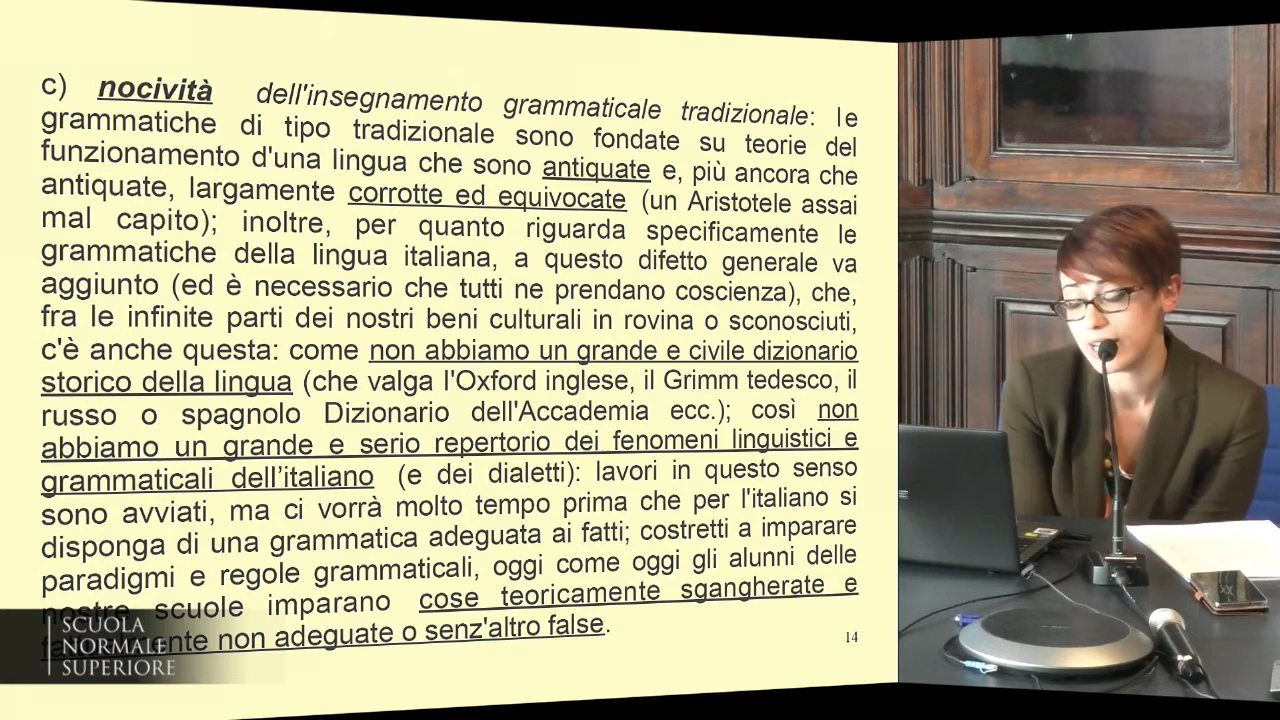 c) nocività dell'insegnamento grammaticale tradizionale: le
grammatiche di tipo tradizionale sono fondate su teorie del
funzionamento d'una lingua che sono antiquate e, più ancora che
antiquate, largamente corrotte ed equivocate (un Aristotele assai
mal capito); inoltre, per quanto riguarda specificamente le
grammatiche della lingua italiana, a questo difetto generale va
aggiunto (ed è necessario che tutti ne prendano coscienza), che,
fra le infinite parti dei nostri beni culturali in rovina o sconosciuti,
c'è anche questa: come non abbiamo un grande e civile dizionario
storico della lingua (che valga l'Oxford inglese, il Grimm tedesco, il
russo o spagnolo Dizionario dell'Accademia ecc.); così non
abbiamo un grande e serio repertorio dei fenomeni linguistici e
grammaticali dell'italiano (e dei dialetti): lavori in questo senso
sono avviati, ma ci vorrà molto tempo prima che per l'italiano si
disponga di una grammatica adeguata ai fatti; costretti a imparare
paradigmi e regole grammaticali, oggi come oggi gli alunni delle
nostre scuole imparano cose teoricamente sgangherate e
non adeguate o senz'altro false.
14
SCUOLA
NORMALE
SUPERIORE